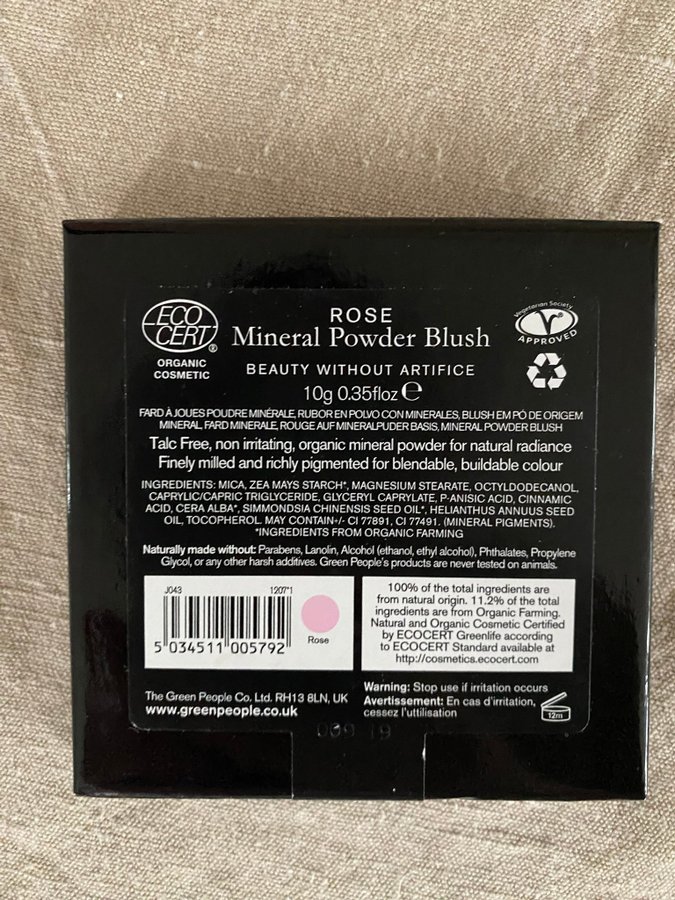 ECO
CERT®
ORGANIC
COSMETIC
ROSE
Mineral Powder Blush
BEAUTY WITHOUT ARTIFICE
10g 0.35floz ℮
Vegetarian Society
APPROVED
FARD À JOUES POUDRE MINÉRALE, RUBOR EN POLVO CON MINERALES, BLUSH EM PÓ DE ORIGEM
MINERAL, FARD MINERALE, ROUGE AUF MINERALPUDER BASIS, MINERAL POWDER BLUSH
Talc Free, non irritating, organic mineral powder for natural radiance
Finely milled and richly pigmented for blendable, buildable colour
INGREDIENTS: MICA, ZEA MAYS STARCH*, MAGNESIUM STEARATE, OCTYLDODECANOL,
CAPRYLIC/CAPRIC TRIGLYCERIDE, GLYCERYL CAPRYLATE, P-ANISIC ACID, CINNAMIC
ACID, CERA ALBA*, SIMMONDSIA CHINENSIS SEED OIL*, HELIANTHUS ANNUUS SEED
OIL, TOCOPHEROL. MAY CONTAIN+/- CI 77891, CI 77491. (MINERAL PIGMENTS).
*INGREDIENTS FROM ORGANIC FARMING
Naturally made without: Parabens, Lanolin, Alcohol (ethanol, ethyl alcohol), Phthalates, Propylene
Glycol, or any other harsh additives. Green People's products are never tested on animals.
J043 1207*1
5 034511 005792
Rose
100% of the total ingredients are
from natural origin. 11.2% of the total
ingredients are from Organic Farming.
Natural and Organic Cosmetic Certified
by ECOCERT Greenlife according
to ECOCERT Standard available at
http://cosmetics.ecocert.com
The Green People Co. Ltd. RH13 8LN, UK
www.greenpeople.co.uk
Warning: Stop use if irritation occurs
Avertissement: En cas d'irritation,
cessez l'uttilisation
12m